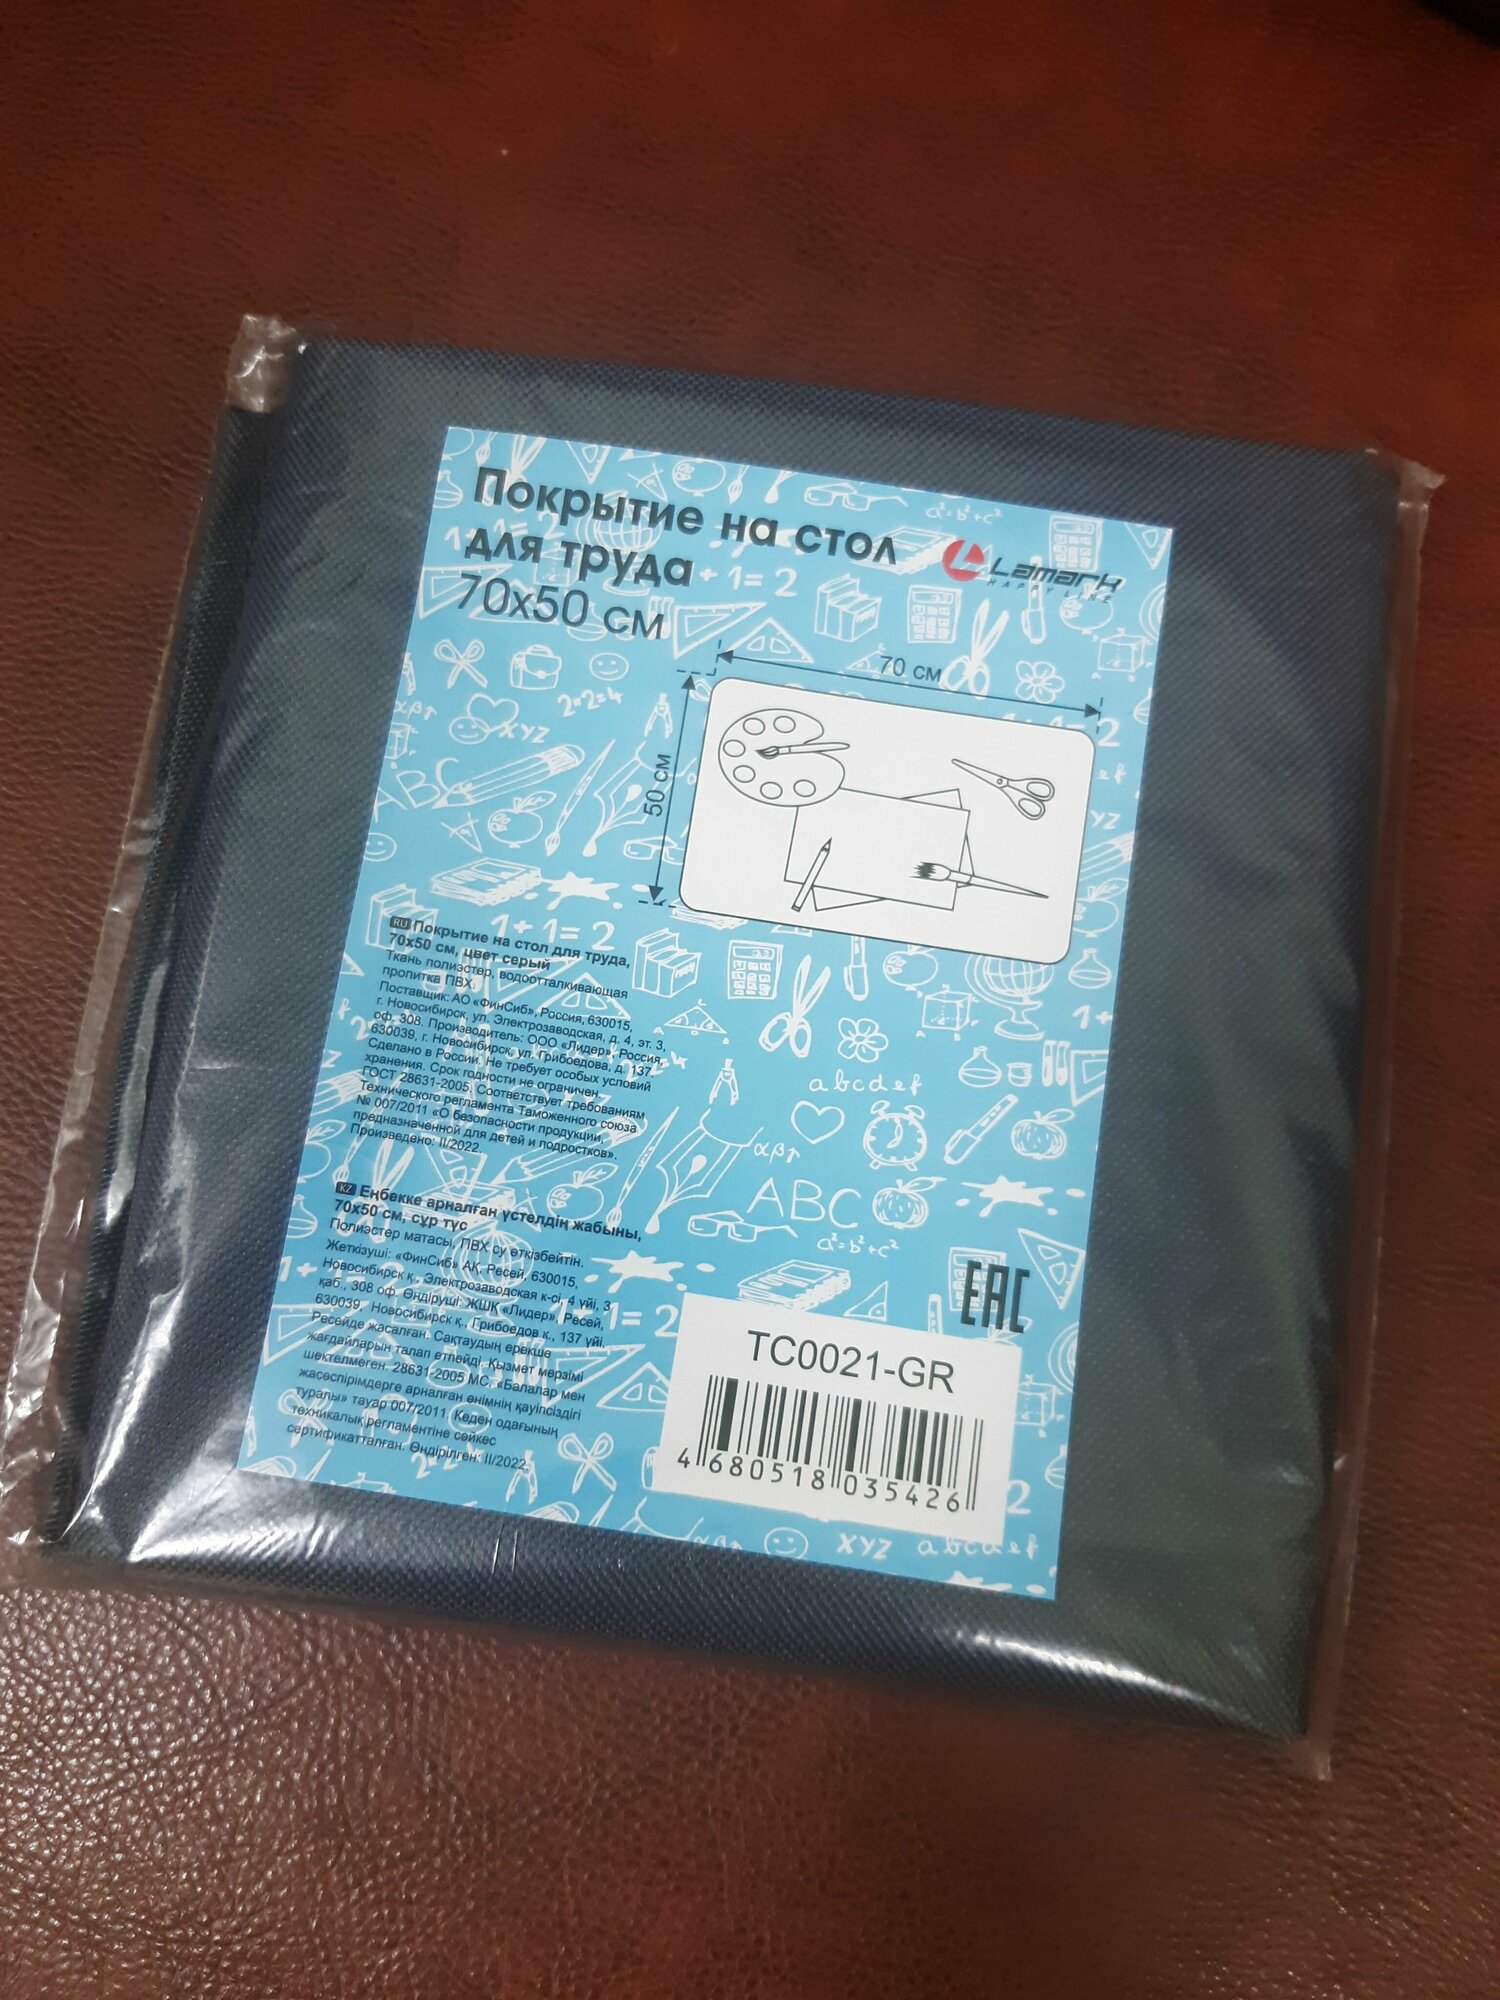 Покрытие на стол
для труда
70х50 см
Lamark
HAPPY LINE
70 см
50 см
RU Покрытие на стол для труда,
70х50 см, цвет серый
Ткань полиэстер, водоотталкивающая
пропитка ПВХ.
Поставщик: АО «ФинСиб», Россия, 630015,
г. Новосибирск, ул. Электрозаводская, д. 4, эт. 3,
оф. 308. Производитель: ООО «Лидер», Россия,
630039, г. Новосибирск, ул. Грибоедова, д. 137.
Сделано в России. Не требует особых условий
хранения. Срок годности не ограничен.
ГОСТ 28631-2005. Соответствует требованиям
Технического регламента Таможенного союза
№ 007/2011 «О безопасности продукции,
предназначенной для детей и подростков».
Произведено: II/2022.
KZ Еңбекке арналған үстелдің жабыны,
70х50 см, сұр түс
Полиэстер матасы, ПВХ су өткізбейтін.
Жеткізуші: «ФинСиб» АҚ, Ресей, 630015,
Новосибирск қ., Электрозаводская к-сі, 4 үйі, 3
қаб., 308 оф. Өндіруші: ЖШҚ «Лидер», Ресей,
630039, Новосибирск қ., Грибоедов к., 137 үйі.
Ресейде жасалған. Сақтаудың ерекше
жағдайларын талап етпейді. Қызмет мерзімі
шектелмеген. 28631-2005 МС. «Балалар мен
жасөспірімдерге арналған өнімнің қауіпсіздігі
туралы» тауар 007/2011. Кеден одағының
техникалық регламентіне сәйкес
сертификатталған. Өндірілген: II/2022.
EAC
TC0021-GR
4 680518 035426